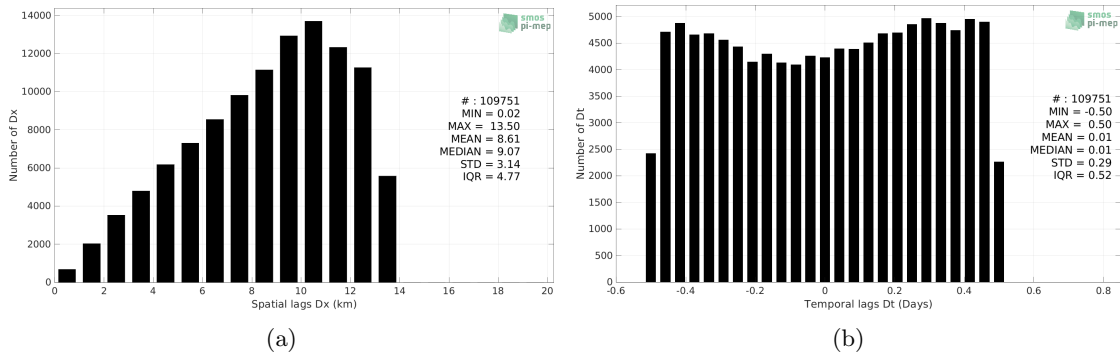 14000
12000
10000
8000
6000
4000
2000
0
Number of Dx
0 2 4 6 8 10 12 14 16 18 20
Spatial lags Dx (km)
smos
pi-mep
# : 109751
MIN = 0.02
MAX = 13.50
MEAN = 8.61
MEDIAN = 9.07
STD = 3.14
IQR = 4.77
(a)
5000
4500
4000
3500
3000
2500
2000
1500
1000
500
0
Number of Dt
-0.6 -0.4 -0.2 0 0.2 0.4 0.6 0.8
Temporal lags Dt (Days)
smos
pi-mep
# : 109751
MIN = -0.50
MAX = 0.50
MEAN = 0.01
MEDIAN = 0.01
STD = 0.29
IQR = 0.52
(b)